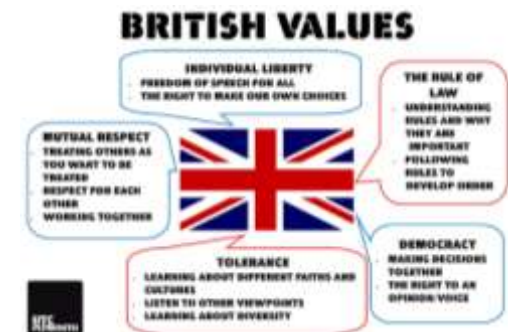 BRITISH VALUES
INDIVIDUAL LIBERTY
FREEDOM OF SPEECH FOR ALL
THE RIGHT TO MAKE OUR OWN CHOICES
THE RULE OF
LAW
UNDERSTANDING
RULES AND WHY
THEY ARE
IMPORTANT
FOLLOWING
RULES TO
DEVELOP ORDER
MUTUAL RESPECT
TREATING OTHERS AS
YOU WANT TO BE
TREATED
RESPECT FOR EACH
OTHER
WORKING TOGETHER
DEMOCRACY
MAKING DECISIONS
TOGETHER
THE RIGHT TO AN
OPINION/VOICE
TOLERANCE
LEARNING ABOUT DIFFERENT FAITHS AND
CULTURES
LISTEN TO OTHER VIEWPOINTS
LEARNING ABOUT DIVERSITY
UTC